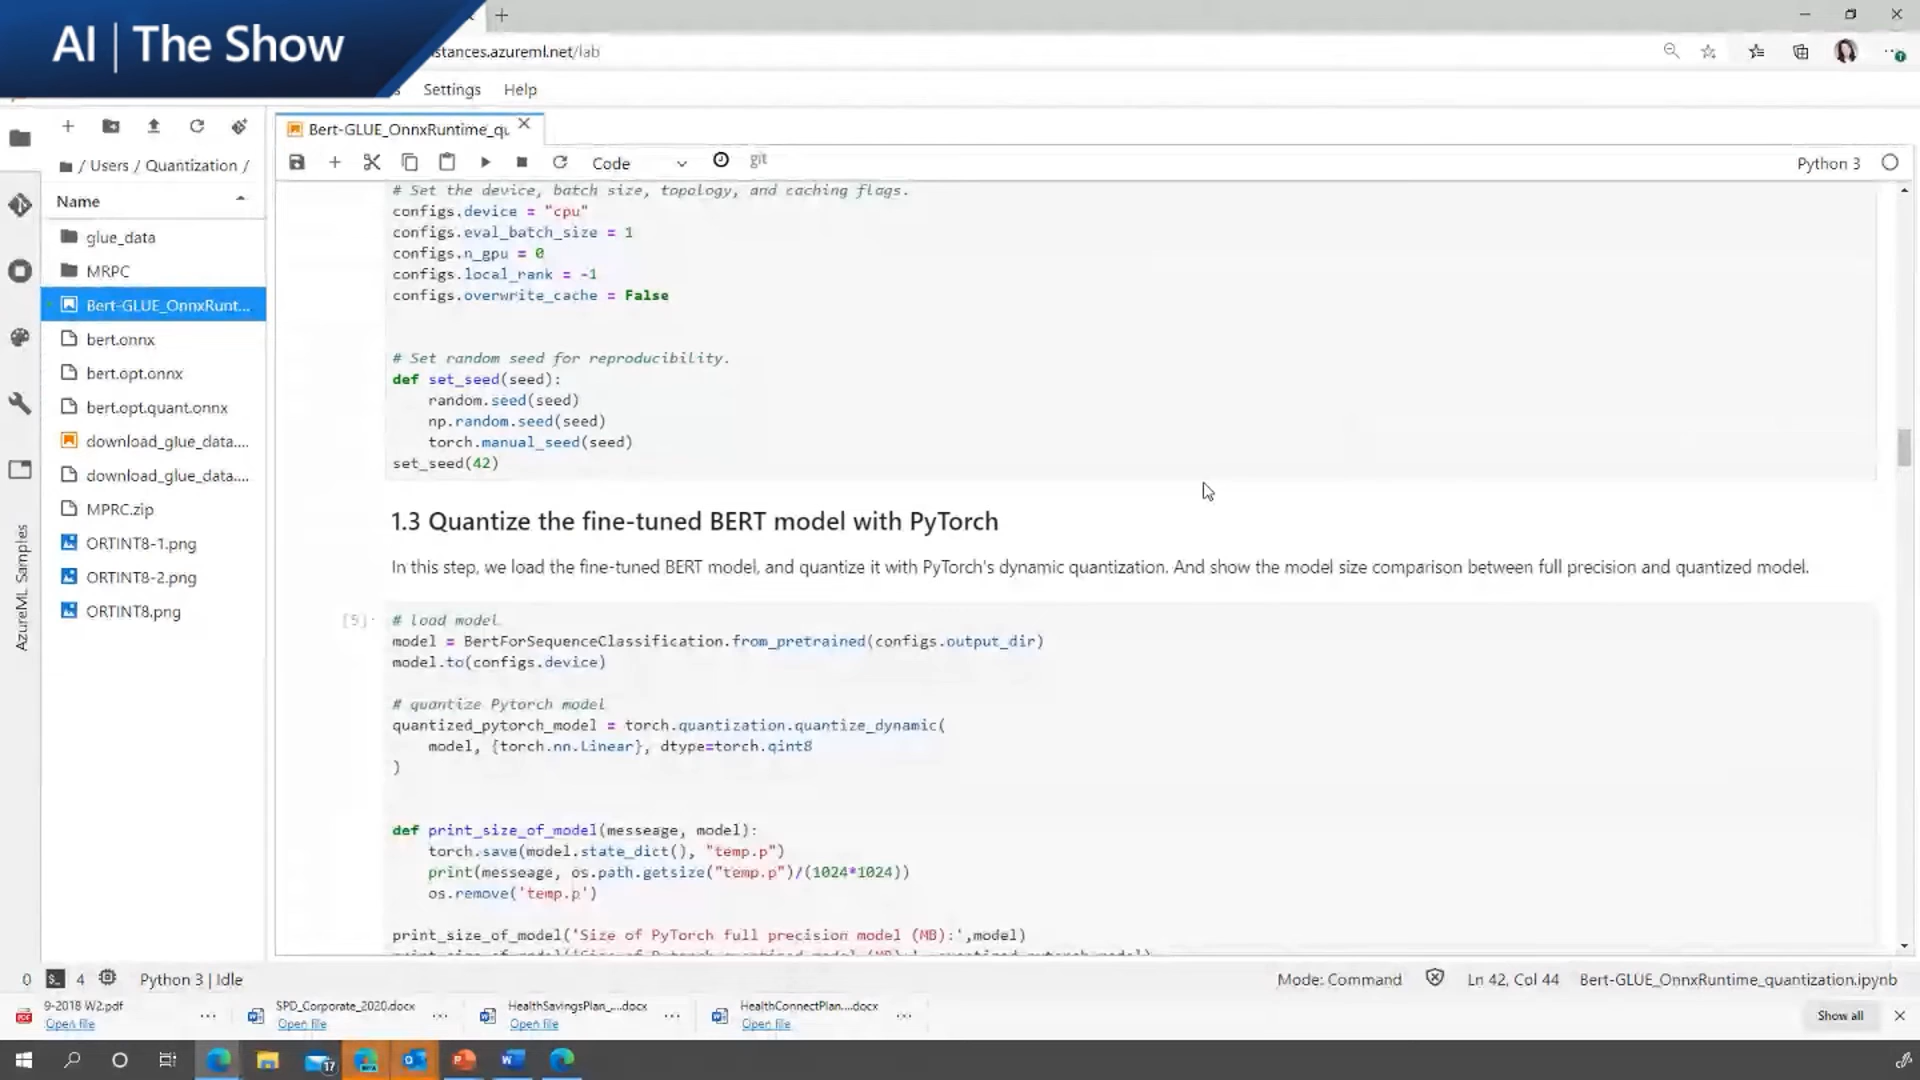 AI | The Show
stances.azureml.net/lab
Settings Help
Bert-GLUE_OnnxRuntime_qu
/ Users / Quantization /
Code
git
Python 3
Name
glue_data
MRPC
Bert-GLUE_OnnxRunt...
bert.onnx
bert.opt.onnx
bert.opt.quant.onnx
download_glue_data....
download_glue_data....
MPRC.zip
ORTINT8-1.png
ORTINT8-2.png
ORTINT8.png
AzureML Samples
# Set the device, batch size, topology, and caching flags.
configs.device = "cpu"
configs.eval_batch_size = 1
configs.n_gpu = 0
configs.local_rank = -1
configs.overwrite_cache = False
# Set random seed for reproducibility.
def set_seed(seed):
random.seed(seed)
np.random.seed(seed)
torch.manual_seed(seed)
set_seed(42)
1.3 Quantize the fine-tuned BERT model with PyTorch
In this step, we load the fine-tuned BERT model, and quantize it with PyTorch's dynamic quantization. And show the model size comparison between full precision and quantized model.
[5]:
# load model
model = BertForSequenceClassification.from_pretrained(configs.output_dir)
model.to(configs.device)
# quantize Pytorch model
quantized_pytorch_model = torch.quantization.quantize_dynamic(
model, {torch.nn.Linear}, dtype=torch.qint8
)
def print_size_of_model(messeage, model):
torch.save(model.state_dict(), "temp.p")
print(messeage, os.path.getsize("temp.p")/(1024*1024))
os.remove('temp.p')
print_size_of_model('Size of PyTorch full precision model (MB):',model)
0 4 Python 3 | Idle
Mode: Command Ln 42, Col 44 Bert-GLUE_OnnxRuntime_quantization.ipynb
9-2018 W2.pdf
Open file
SPD_Corporate_2020.docx
Open file
HealthSavingsPlan_....docx
Open file
HealthConnectPlan....docx
Open file
Show all
17